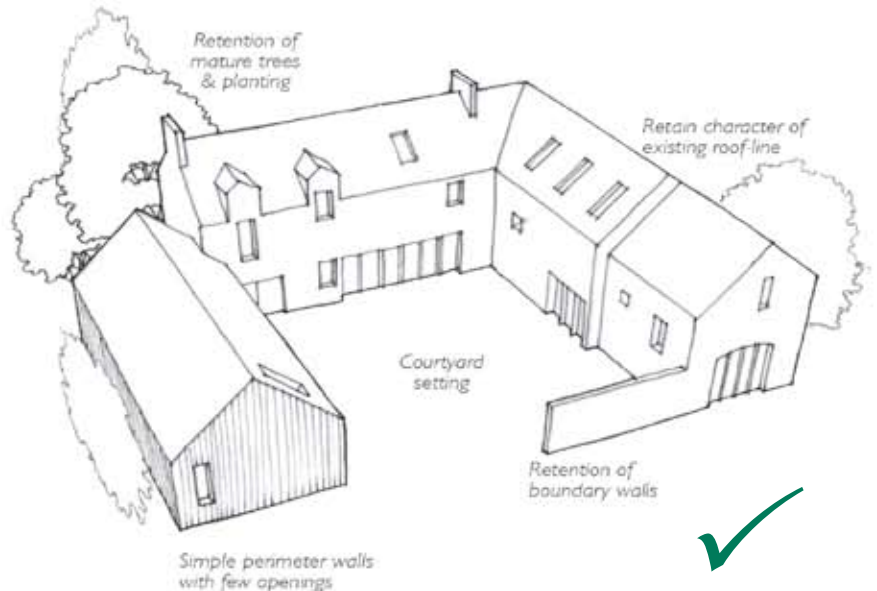 Retention of
mature trees
& planting
Retain character of
existing roof-line
Courtyard
setting
Retention of
boundary walls
Simple perimeter walls
with few openings